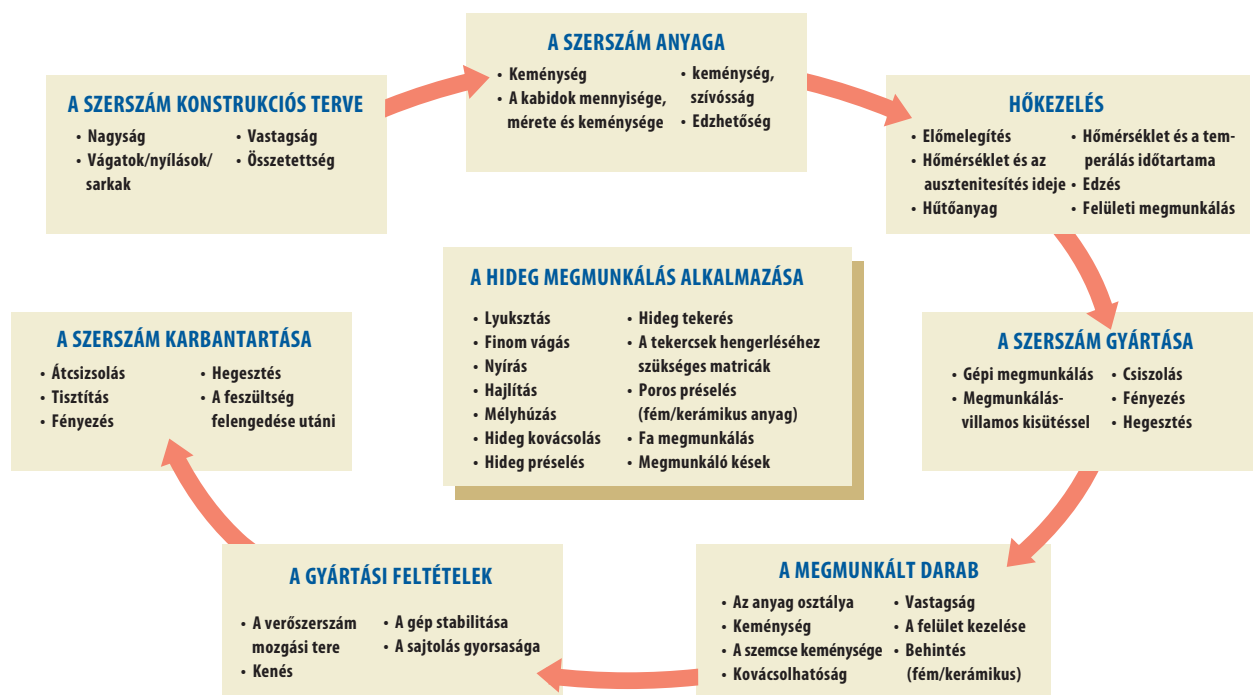 A SZERSZÁM KONSTRUKCIÓS TERVE
• Nagyság
• Vágatok/nyílások/
sarkak
• Vastagság
• Összetettség
A SZERSZÁM ANYAGA
• Keménység
• A kabidok mennyisége,
mérete és keménysége
• keménység,
szívósság
• Edzhetőség
HŐKEZELÉS
• Előmelegítés
• Hőmérséklet és az
ausztenitesítés ideje
• Hűtőanyag
• Hőmérséklet és a tem-
perálás időtartama
• Edzés
• Felületi megmunkálás
A HIDEG MEGMUNKÁLÁS ALKALMAZÁSA
• Lyuksztás
• Finom vágás
• Nyírás
• Hajlítás
• Mélyhúzás
• Hideg kovácsolás
• Hideg préselés
• Hideg tekerés
• A tekercsek hengerléséhez
szükséges matricák
• Poros préselés
(fém/kerámikus anyag)
• Fa megmunkálás
• Megmunkáló kések
A SZERSZÁM KARBANTARTÁSA
• Átcsizsolás
• Tisztítás
• Fényezés
• Hegesztés
• A feszültség
felengedése utáni
A SZERSZÁM GYÁRTÁSA
• Gépi megmunkálás
• Megmunkálás-
villamos kisütéssel
• Csiszolás
• Fényezés
• Hegesztés
A GYÁRTÁSI FELTÉTELEK
• A verőszerszám
mozgási tere
• Kenés
• A gép stabilitása
• A sajtolás gyorsasága
A MEGMUNKÁLT DARAB
• Az anyag osztálya
• Keménység
• A szemcse keménysége
• Kovácsolhatóság
• Vastagság
• A felület kezelése
• Behintés
(fém/kerámikus)